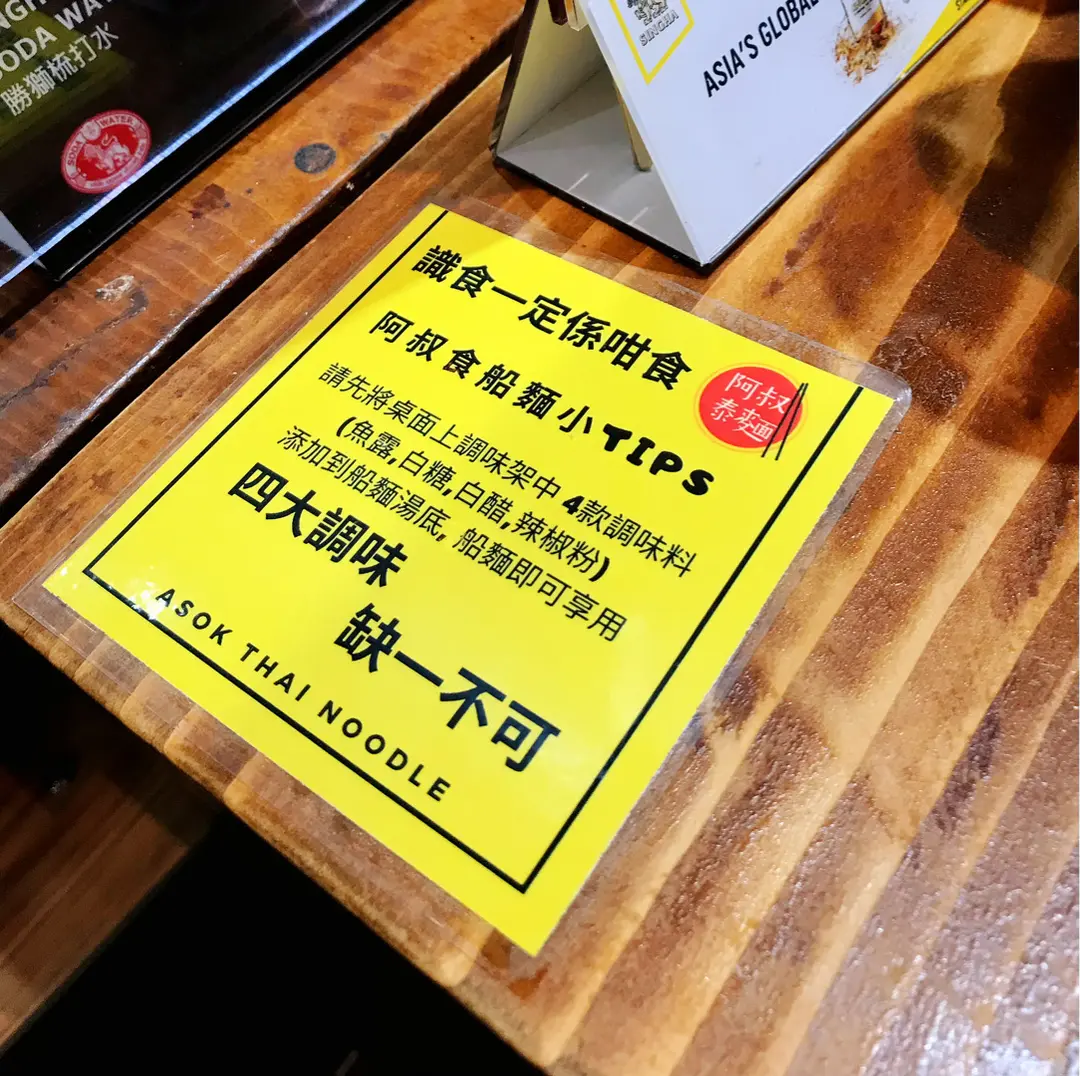 SODA WA
勝獅梳打水
SODA WATER
SINGHA
ASIA'S GLOBAL
識食一定係咁食
阿叔食船麵小TIPS
阿叔
泰麵
請先將桌面上調味架中 4款調味料
(魚露,白糖,白醋,辣椒粉)
添加到船麵湯底, 船麵即可享用
四大調味
缺一不可
ASOK THAI NOODLE